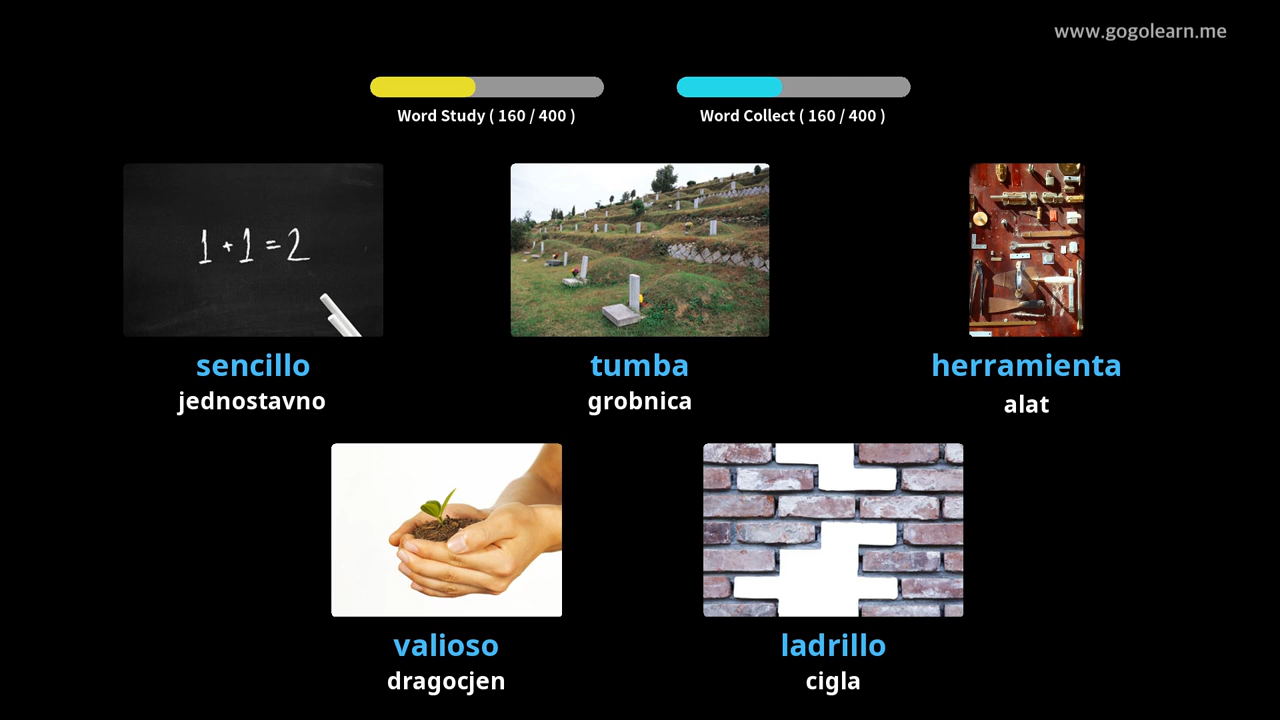 www.gogolearn.me
Word Study ( 160 / 400 )
Word Collect ( 160 / 400 )
1 + 1 = 2
sencillo
jednostavno
tumba
grobnica
herramienta
alat
valioso
dragocjen
ladrillo
cigla